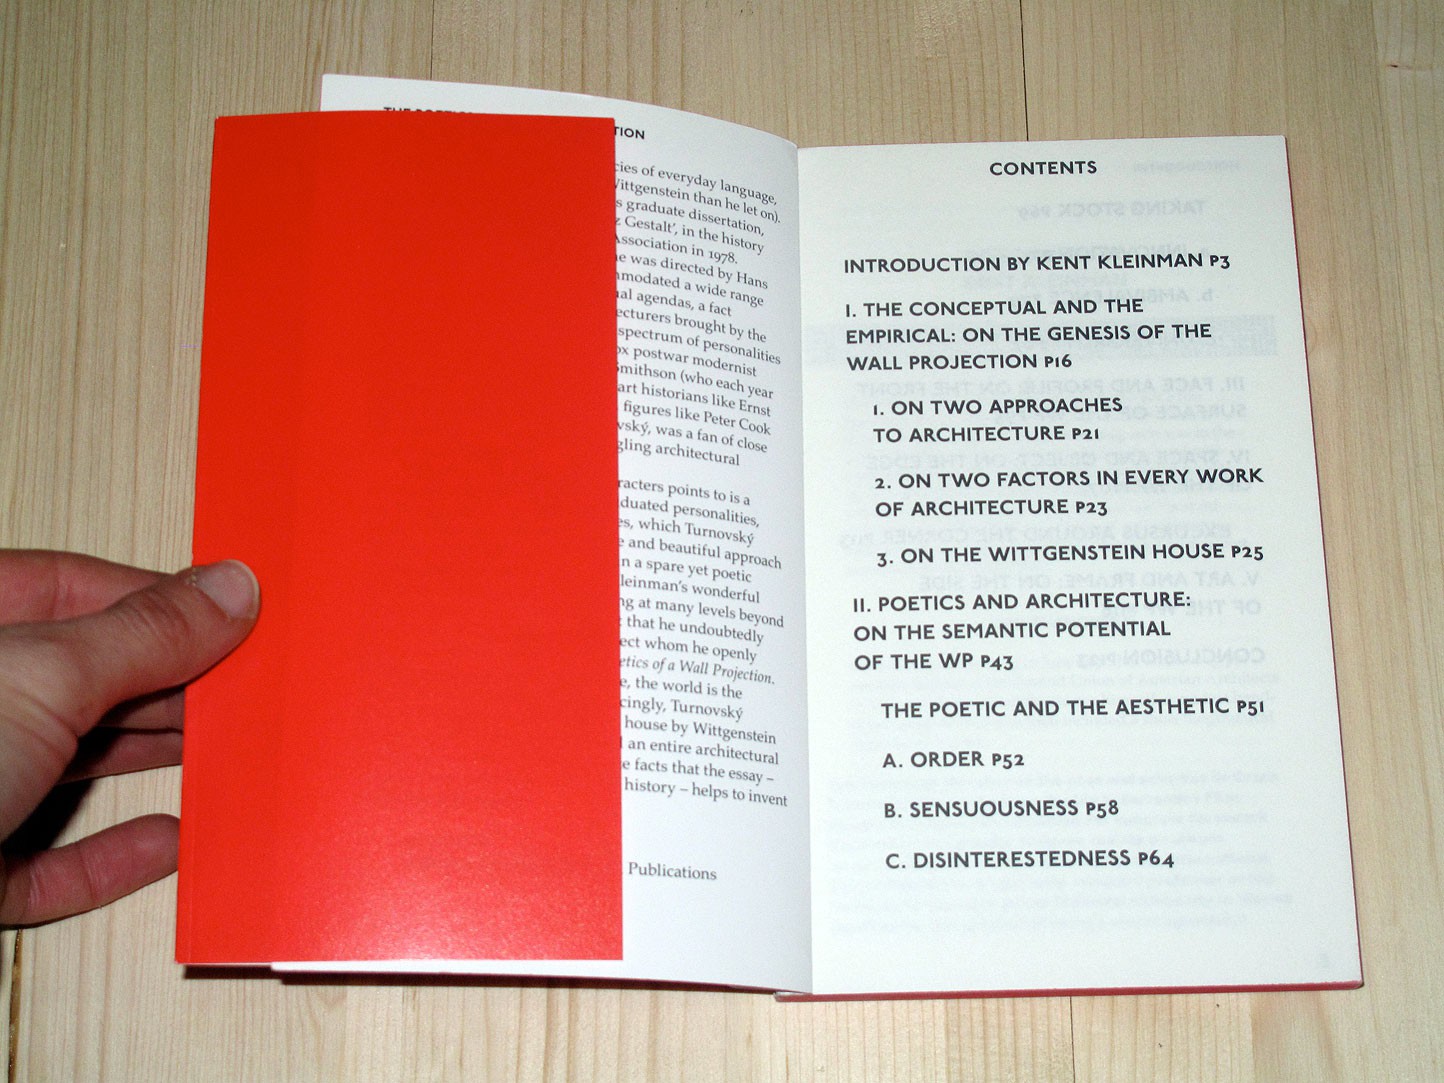 TION
cies of everyday language,
Wittgenstein than he let on).
s graduate dissertation,
z Gestalt', in the history
Association in 1978.
ne was directed by Hans
mmodated a wide range
al agendas, a fact
ecturers brought by the
spectrum of personalities
ox postwar modernist
Smithson (who each year
art historians like Ernst
figures like Peter Cook
vský, was a fan of close
gling architectural
racters points to is a
duated personalities,
es, which Turnovský
e and beautiful approach
n a spare yet poetic
Kleinman's wonderful
ng at many levels beyond
that he undoubtedly
ect whom he openly
etics of a Wall Projection.
e, the world is the
cingly, Turnovský
house by Wittgenstein
an entire architectural
e facts that the essay –
history – helps to invent
Publications
CONTENTS
INTRODUCTION BY KENT KLEINMAN P3
I. THE CONCEPTUAL AND THE
EMPIRICAL: ON THE GENESIS OF THE
WALL PROJECTION P16
1. ON TWO APPROACHES
TO ARCHITECTURE P21
2. ON TWO FACTORS IN EVERY WORK
OF ARCHITECTURE P23
3. ON THE WITTGENSTEIN HOUSE P25
II. POETICS AND ARCHITECTURE:
ON THE SEMANTIC POTENTIAL
OF THE WP P43
THE POETIC AND THE AESTHETIC P51
A. ORDER P52
B. SENSUOUSNESS P58
C. DISINTERESTEDNESS P64